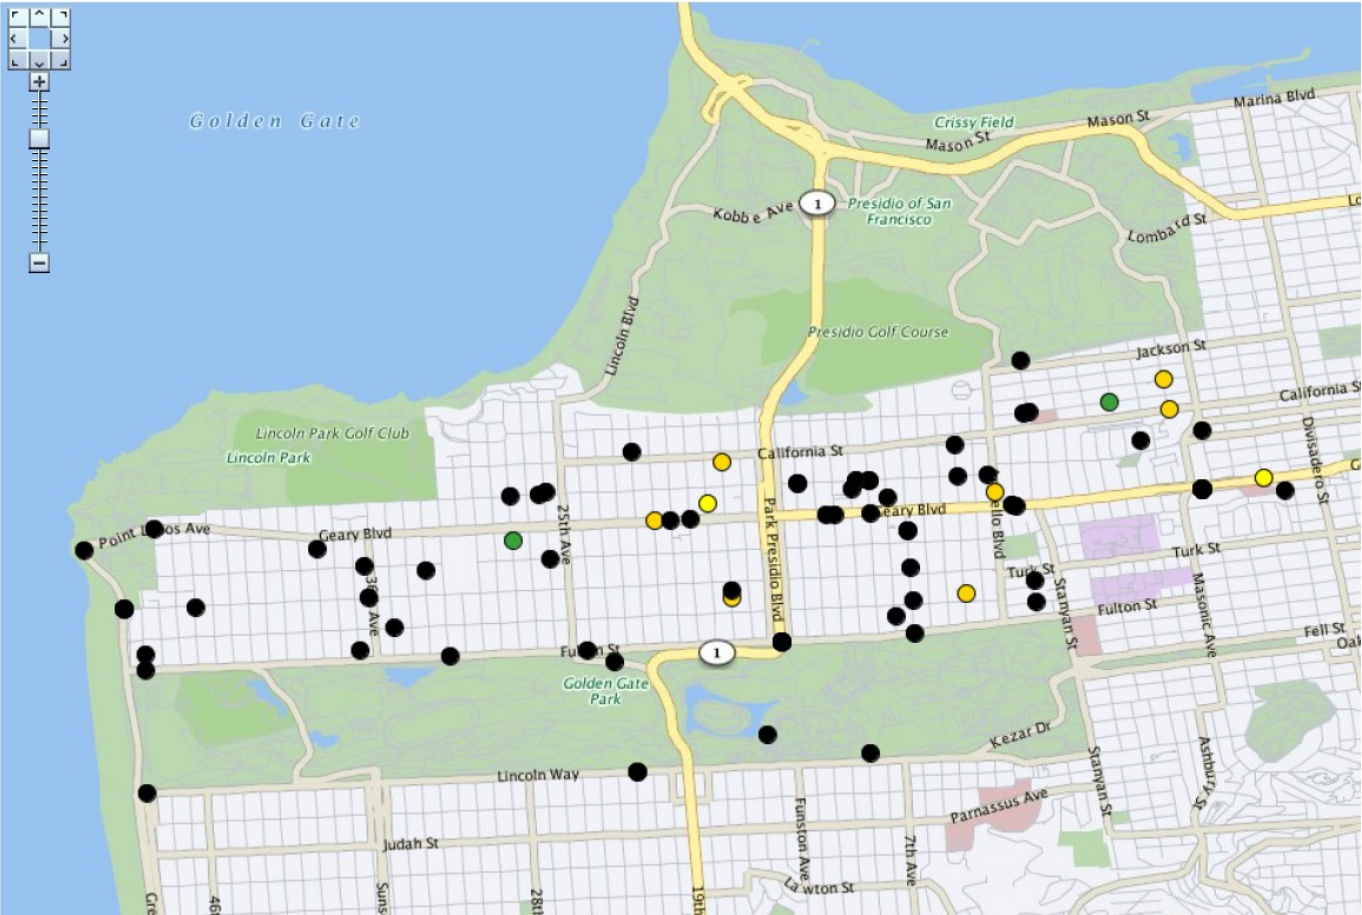 Marina Blvd
Golden Gate
Crissy Field
Mason St
Mason St
1
Presidio of San
Francisco
Kobbe Ave
Lombard St
Lincoln Blvd
Presidio Golf Course
Jackson St
California St
Lincoln Park Golf Club
Lincoln Park
California St
Divisadero St
Point Lobos Ave
Geary Blvd
25th Ave
Park Presidio Blvd
Geary Blvd
Turk St
Turk St
Stanyan St
Masonic Ave
Fulton St
Fulton St
1
Fell St
Golden Gate
Park
Kezar Dr
Lincoln Way
Stanyan St
Ashbury St
Parnassus Ave
Funston Ave
7th Ave
Judah St
Lawton St
28th
19th